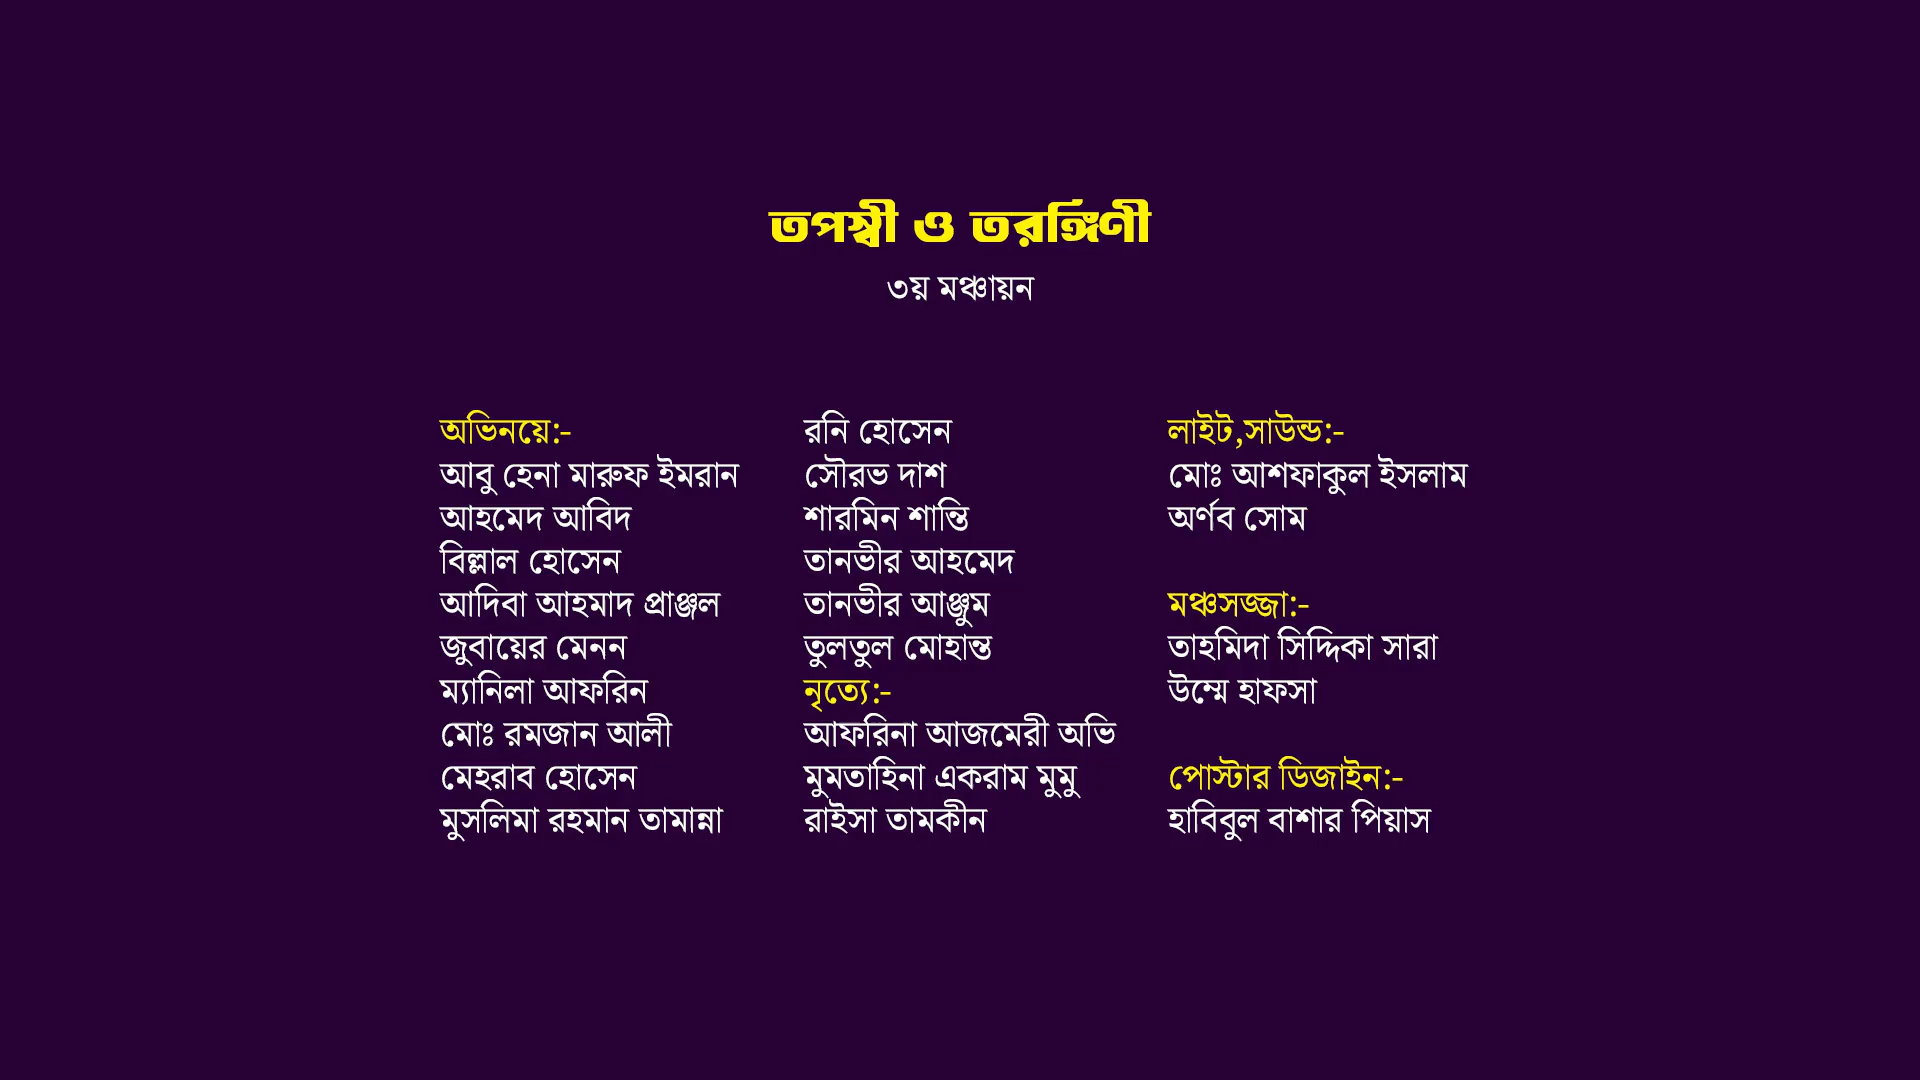 তপস্বী ও তরঙ্গিণী
৩য় মঞ্চায়ন
অভিনয়ে:-
আবু হেনা মারুফ ইমরান
আহমেদ আবিদ
বিল্লাল হোসেন
আদিবা আহমাদ প্রাঞ্জল
জুবায়ের মেনন
ম্যানিলা আফরিন
মোঃ রমজান আলী
মেহরাব হোসেন
মুসলিমা রহমান তামান্না
রনি হোসেন
সৌরভ দাশ
শারমিন শান্তি
তানভীর আহমেদ
তানভীর আঞ্জুম
তুলতুল মোহান্ত
নৃত্যে:-
আফরিনা আজমেরী অভি
মুমতাহিনা একরাম মুমু
রাইসা তামকীন
লাইট,সাউন্ড:-
মোঃ আশফাকুল ইসলাম
অর্ণব সোম
মঞ্চসজ্জা:-
তাহমিদা সিদ্দিকা সারা
উম্মে হাফসা
পোস্টার ডিজাইন:-
হাবিবুল বাশার পিয়াস